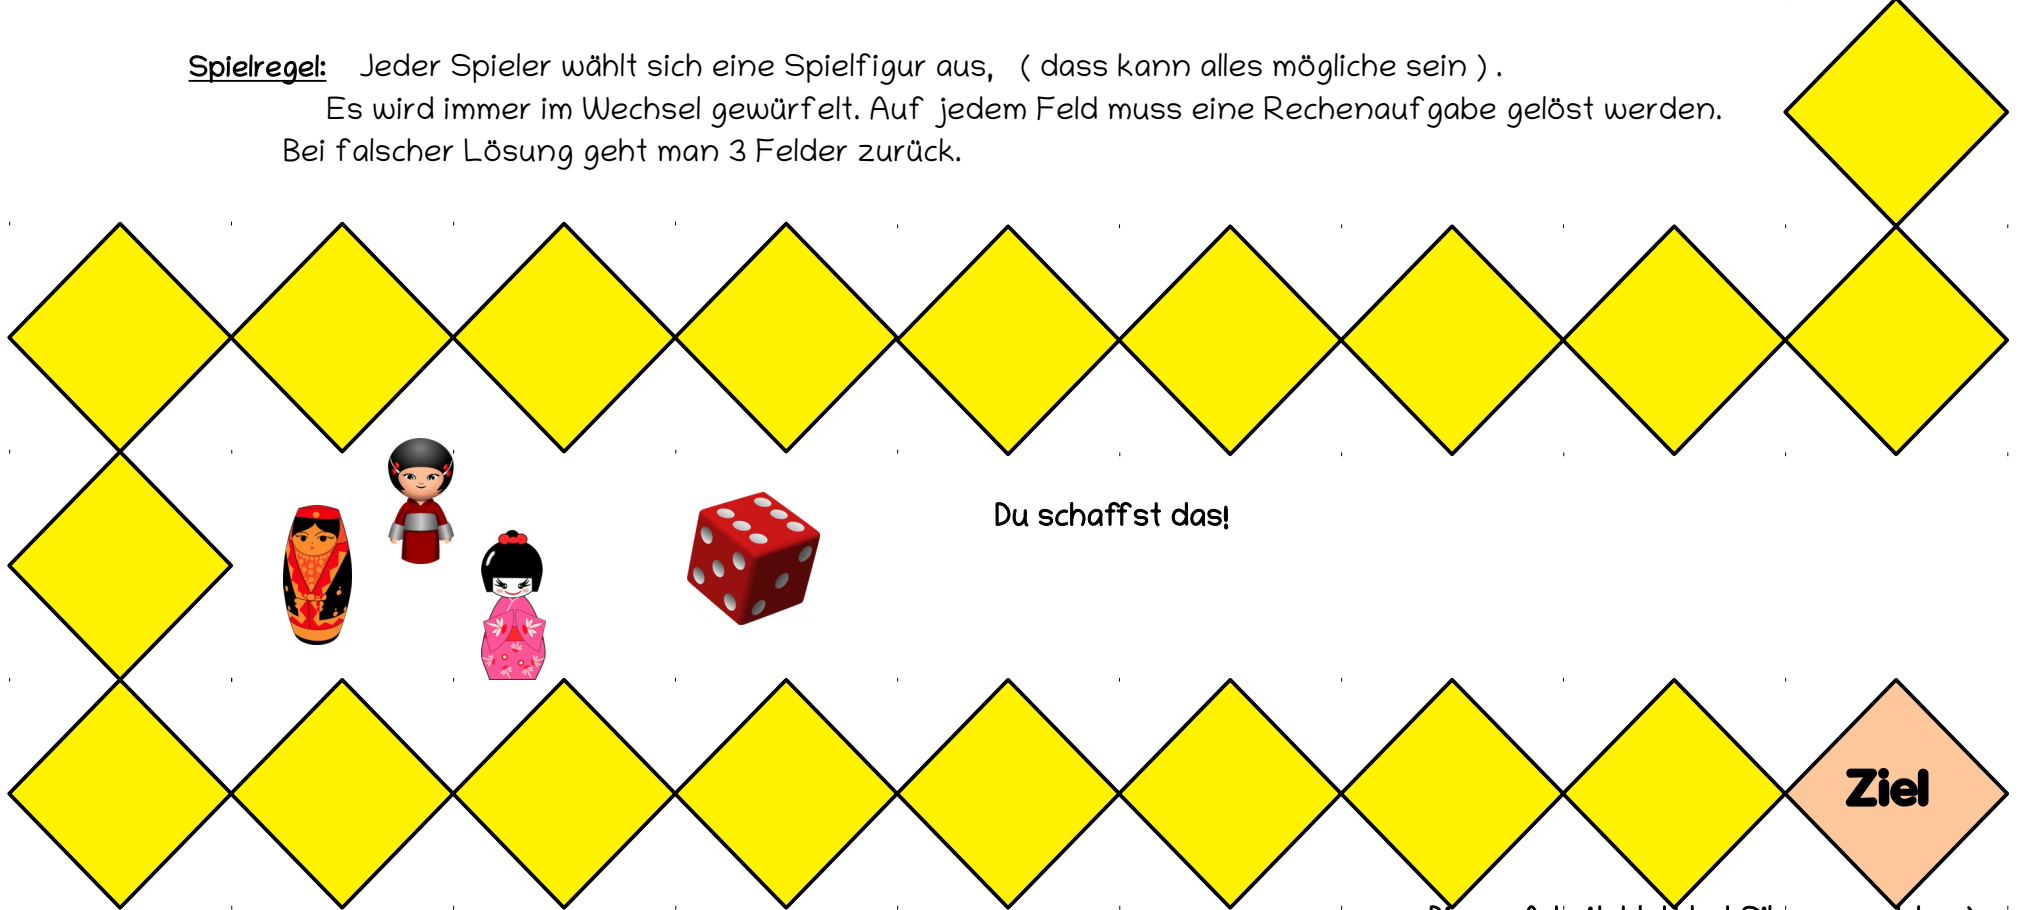 Spielregel: Jeder Spieler wählt sich eine Spielfigur aus, ( dass kann alles mögliche sein ) .
Es wird immer im Wechsel gewürfelt. Auf jedem Feld muss eine Rechenaufgabe gelöst werden.
Bei falscher Lösung geht man 3 Felder zurück.
Du schaffst das!
Ziel